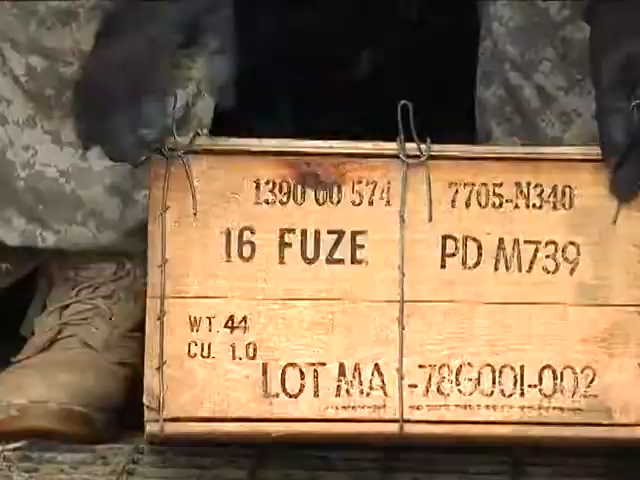 1390 00 574 7705-N340
16 FUZE PD M739
WT. 44
CU. 1.0
LOT MA -78G001-002